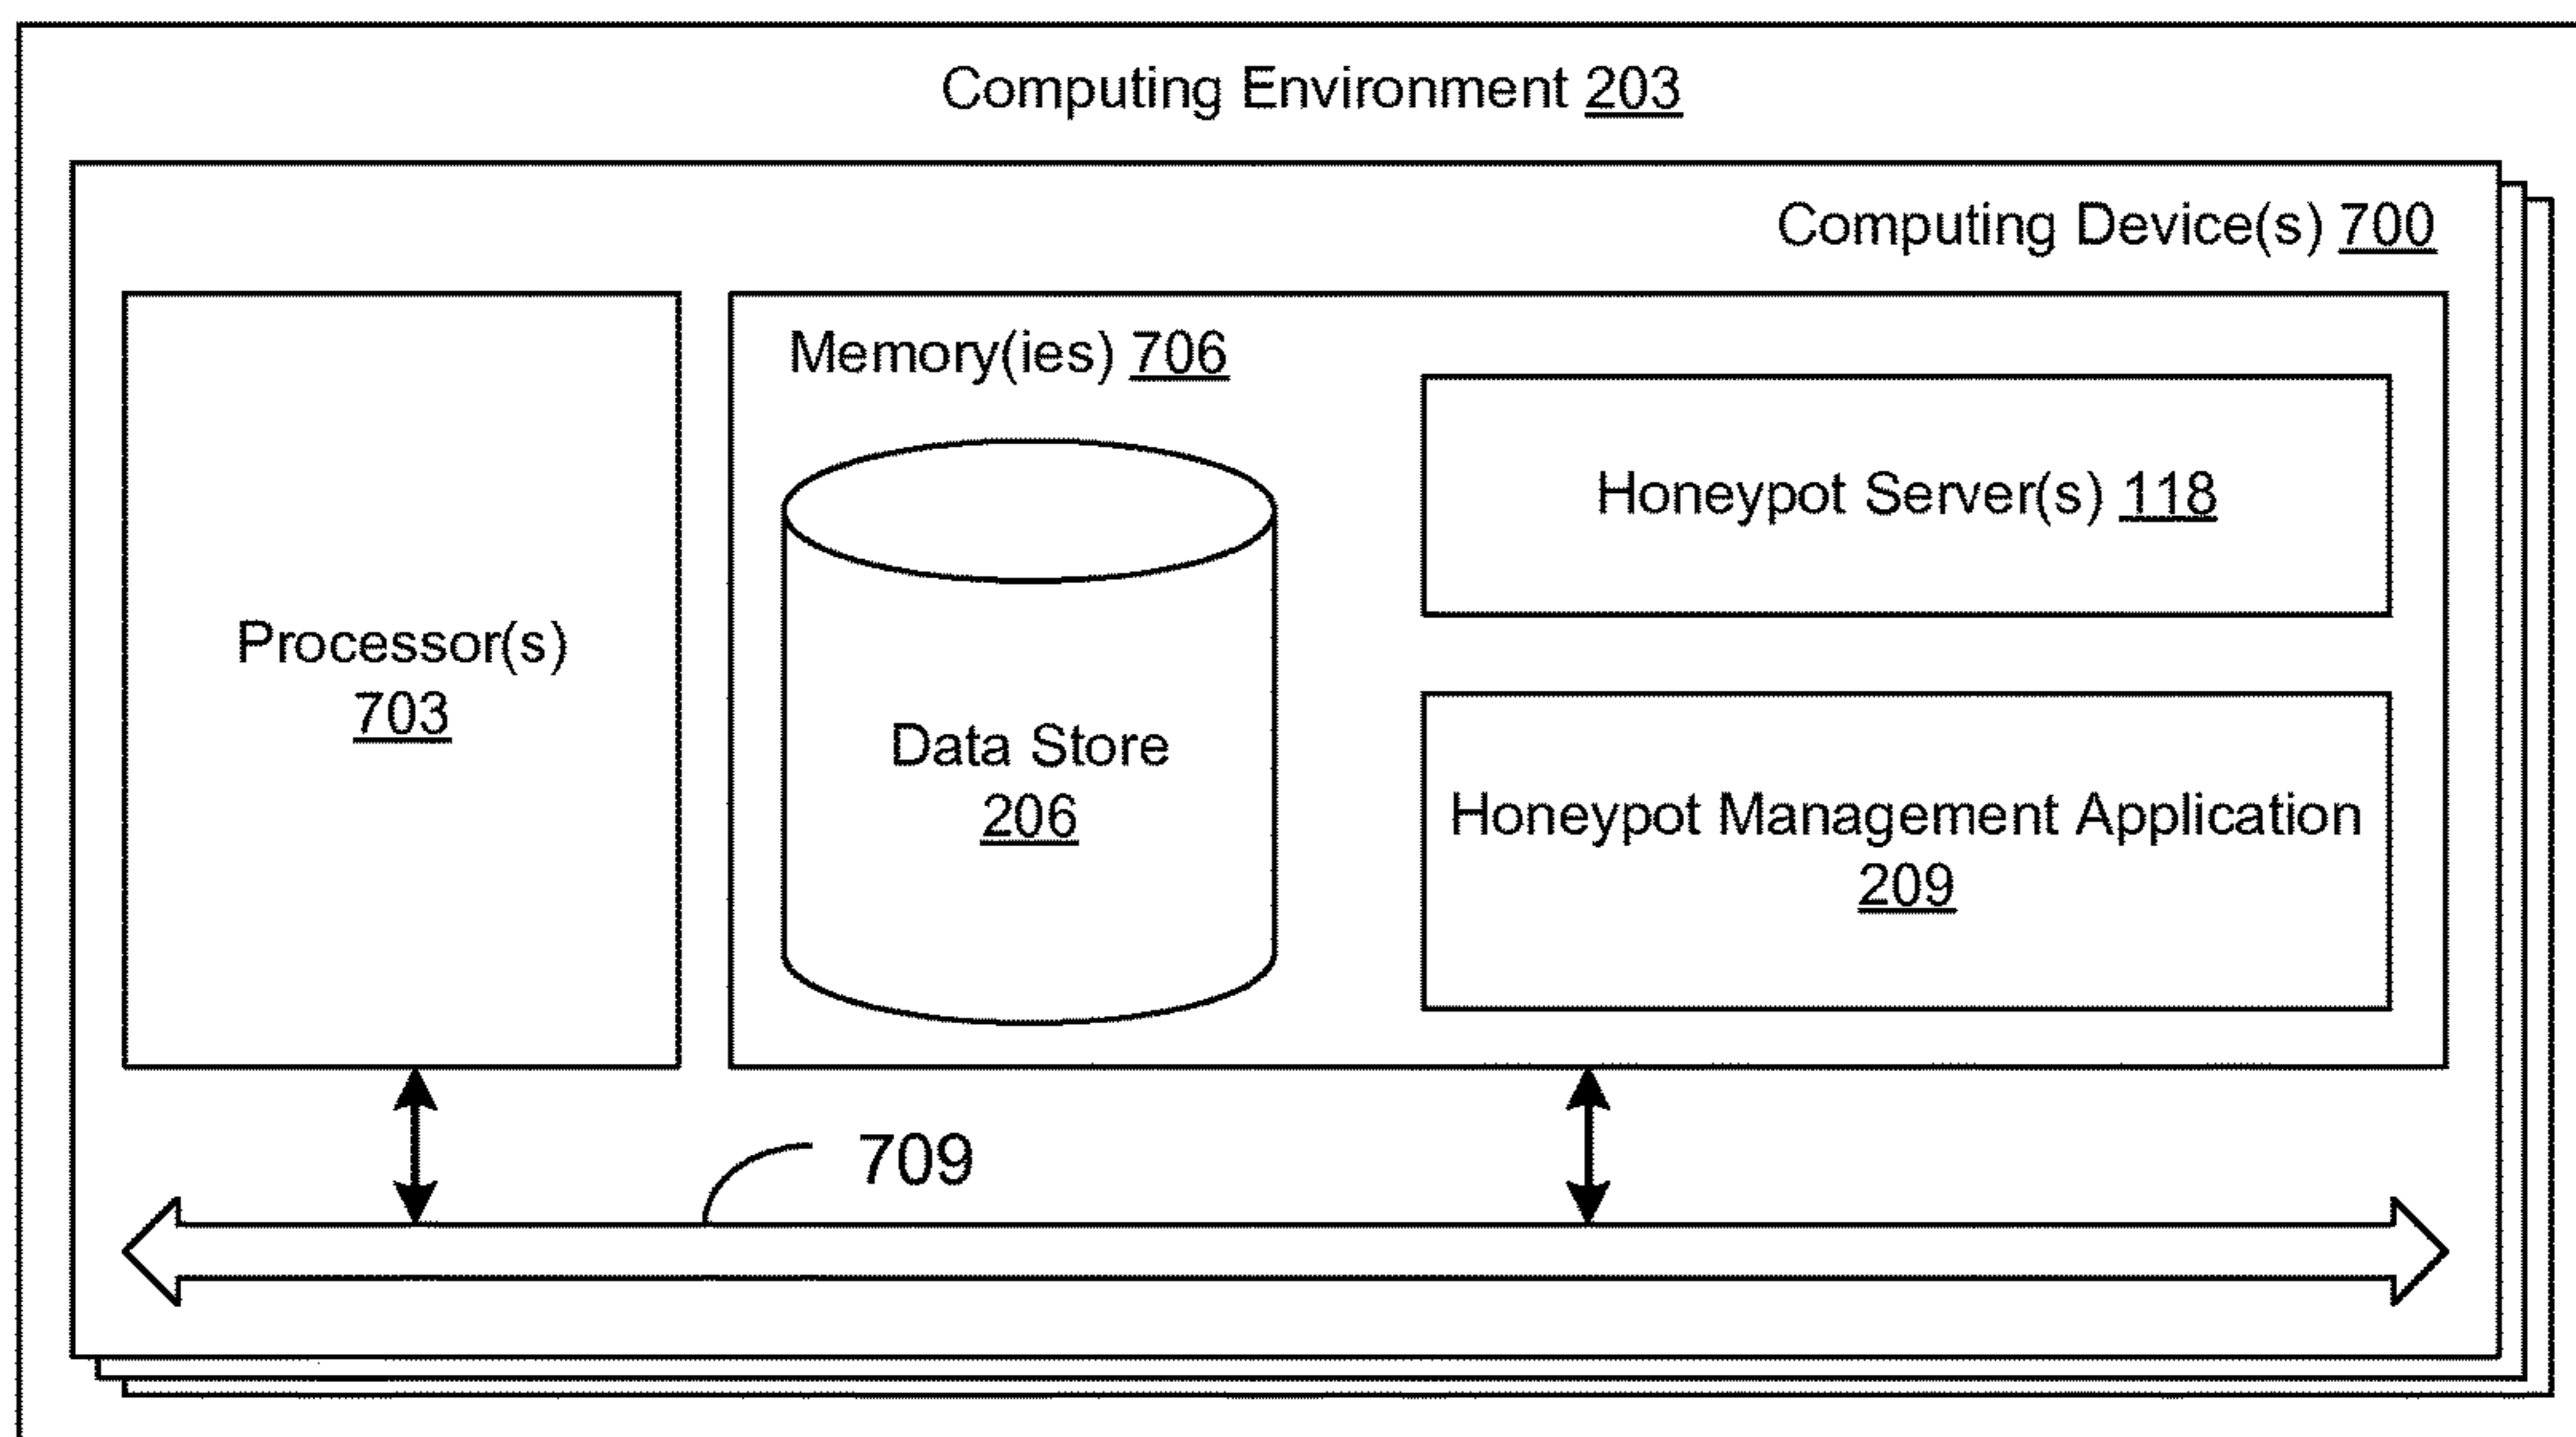 Computing Environment 203
Computing Device(s) 700
Processor(s)
703
Memory(ies) 706
Data Store
206
Honeypot Server(s) 118
Honeypot Management Application
209
709